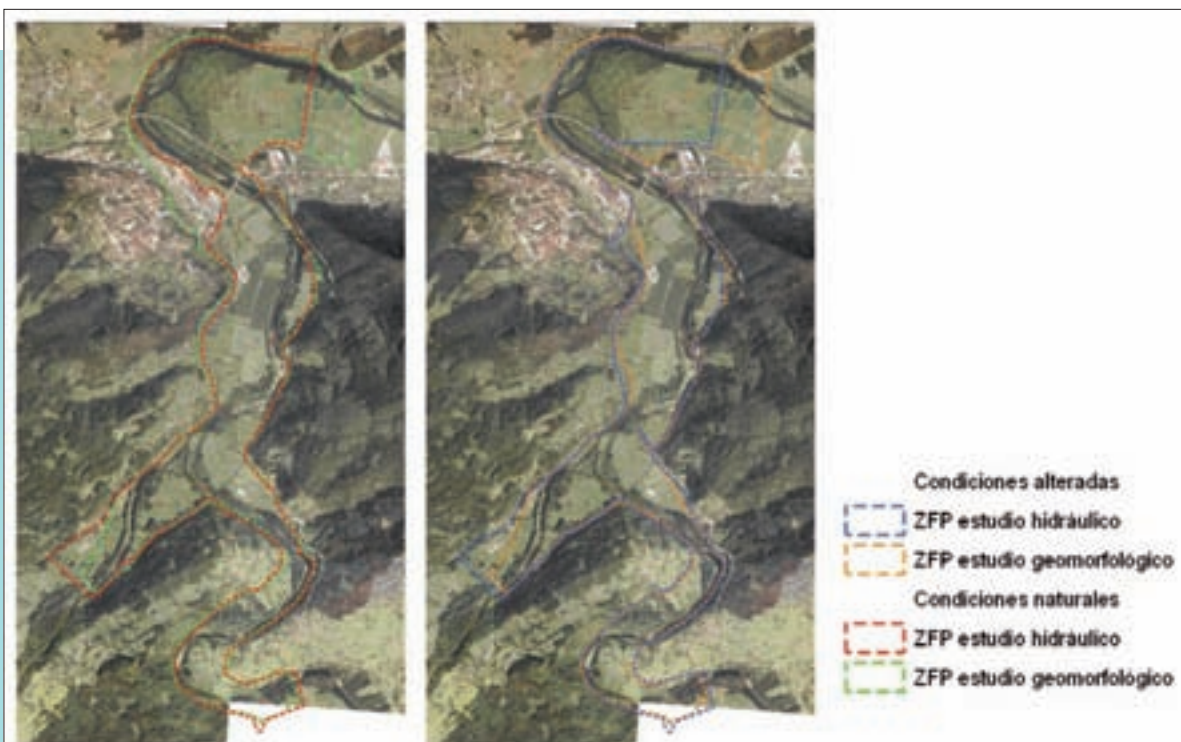 Condiciones alteradas
ZFP estudio hidráulico
ZFP estudio geomorfológico
Condiciones naturales
ZFP estudio hidráulico
ZFP estudio geomorfológico